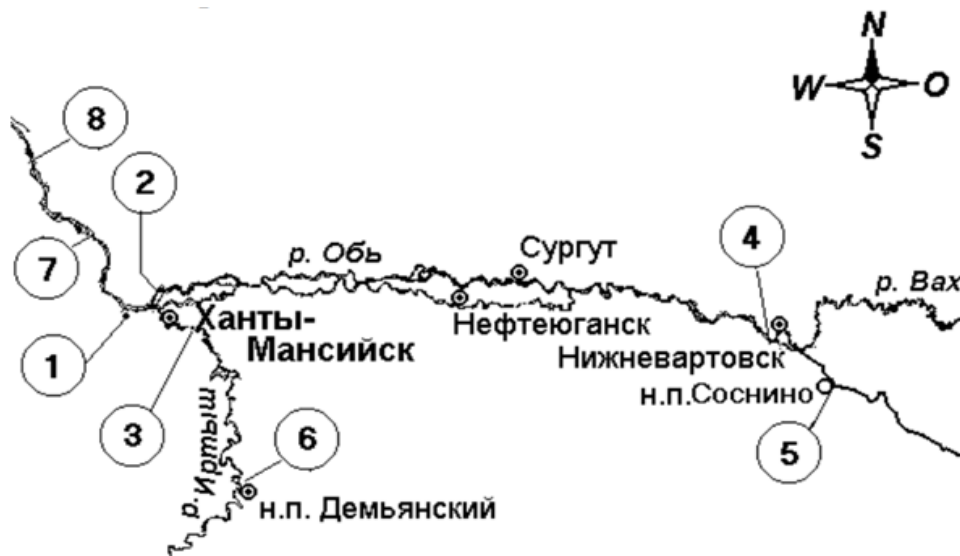 N
W O
S
8
2
7
р. Обь
Сургут
4
р. Вах
Нефтеюганск
Ханты-
Мансийск
Нижневартовск
1
н.п.Соснино
3
р. Иртыш
6
5
н.п. Демьянский